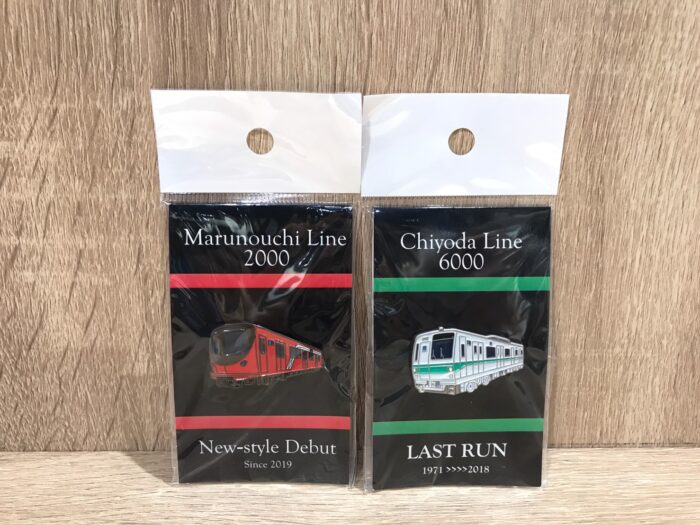 Marunouchi Line
2000
New-style Debut
Since 2019
Chiyoda Line
6000
LAST RUN
1971 >>>>2018